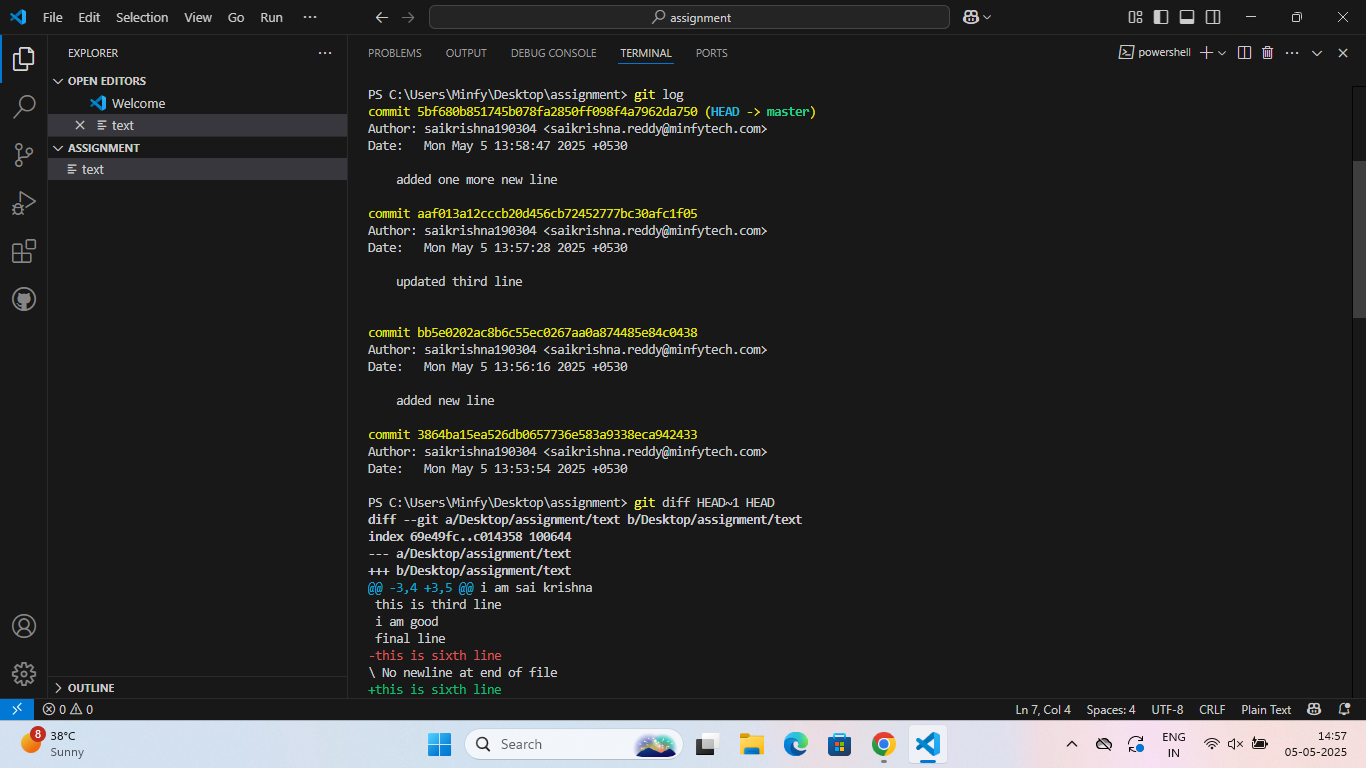 File Edit Selection View Go Run ···
assignment
EXPLORER
OPEN EDITORS
Welcome
text
ASSIGNMENT
text
OUTLINE
PROBLEMS OUTPUT DEBUG CONSOLE TERMINAL PORTS
powershell
PS C:\Users\Minfy\Desktop\assignment> git log
commit 5bf680b851745b078fa2850ff098f4a7962da750 (HEAD -> master)
Author: saikrishna190304 <saikrishna.reddy@minfytech.com>
Date:   Mon May 5 13:58:47 2025 +0530
    added one more new line
commit aaf013a12cccb20d456cb72452777bc30afc1f05
Author: saikrishna190304 <saikrishna.reddy@minfytech.com>
Date:   Mon May 5 13:57:28 2025 +0530
    updated third line
commit bb5e0202ac8b6c55ec0267aa0a874485e84c0438
Author: saikrishna190304 <saikrishna.reddy@minfytech.com>
Date:   Mon May 5 13:56:16 2025 +0530
    added new line
commit 3864ba15ea526db0657736e583a9338eca942433
Author: saikrishna190304 <saikrishna.reddy@minfytech.com>
Date:   Mon May 5 13:53:54 2025 +0530
PS C:\Users\Minfy\Desktop\assignment> git diff HEAD~1 HEAD
diff --git a/Desktop/assignment/text b/Desktop/assignment/text
index 69e49fc..c014358 100644
--- a/Desktop/assignment/text
+++ b/Desktop/assignment/text
@@ -3,4 +3,5 @@ i am sai krishna
 this is third line
 i am good
 final line
-this is sixth line
\ No newline at end of file
+this is sixth line
0 0
Ln 7, Col 4 Spaces: 4 UTF-8 CRLF Plain Text
8
38°C
Sunny
Search
ENG
IN
14:57
05-05-2025